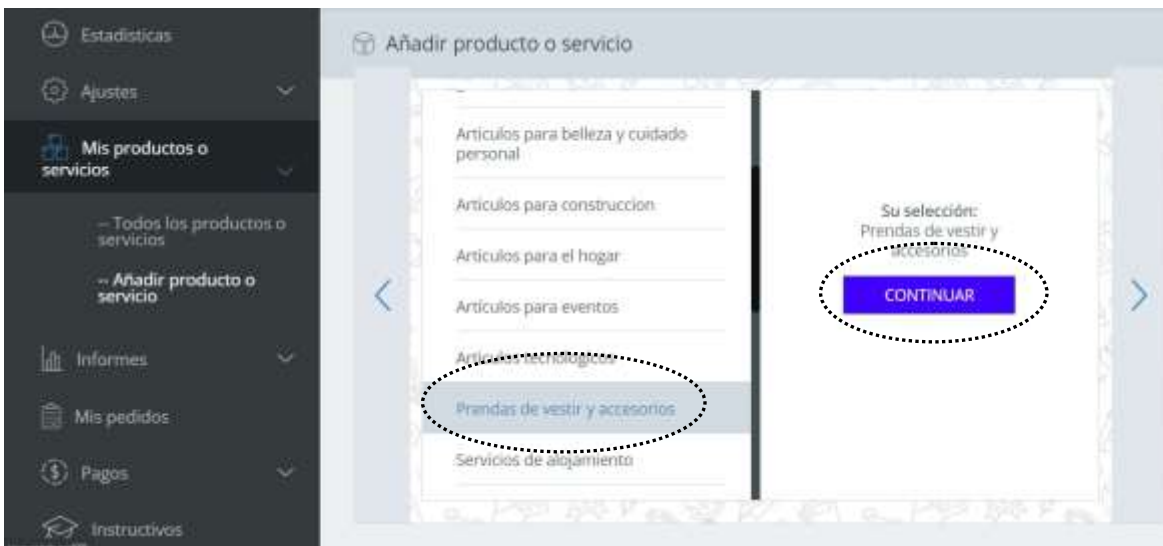 Estadísticas
Ajustes
Mis productos o
servicios
-- Todos los productos o
servicios
-- Añadir producto o
servicio
Informes
Mis pedidos
Pagos
Instructivos
Añadir producto o servicio
Artículos para belleza y cuidado
personal
Artículos para construccion
Artículos para el hogar
Artículos para eventos
Artículos tecnológicos
Prendas de vestir y accesorios
Servicios de alojamiento
Su selección:
Prendas de vestir y
accesorios
CONTINUAR